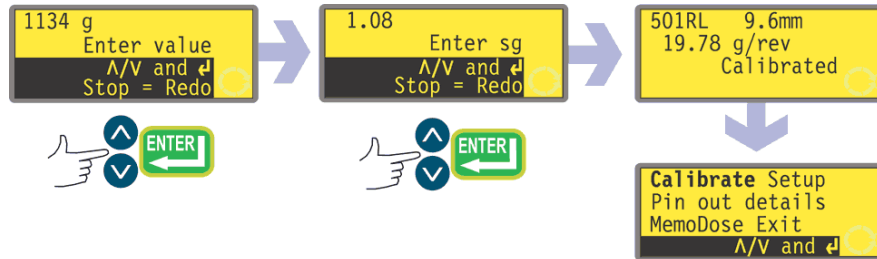 1134 g
Enter value
Λ/V and ↲
Stop = Redo
ENTER
1.08
Enter sg
Λ/V and ↲
Stop = Redo
ENTER
501RL 9.6mm
19.78 g/rev
Calibrated
Calibrate Setup
Pin out details
MemoDose Exit
Λ/V and ↲